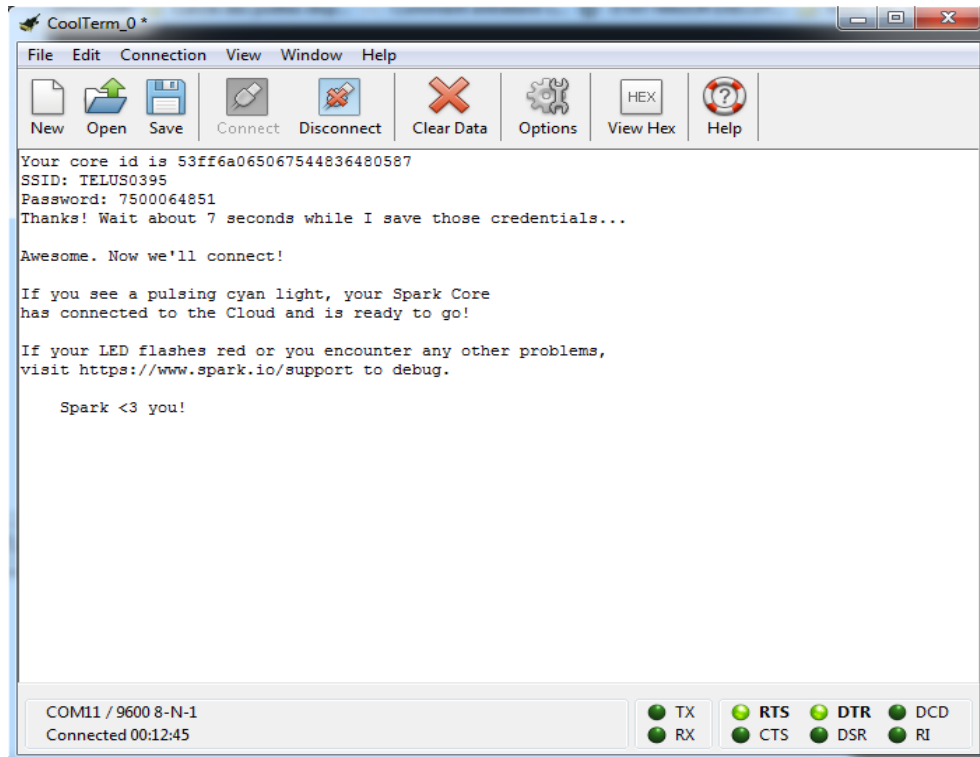 CoolTerm_0 *
File Edit Connection View Window Help
HEX
New Open Save Connect Disconnect Clear Data Options View Hex Help
Your core id is 53ff6a065067544836480587
SSID: TELUS0395
Password: 7500064851
Thanks! Wait about 7 seconds while I save those credentials...
Awesome. Now we'll connect!
If you see a pulsing cyan light, your Spark Core
has connected to the Cloud and is ready to go!
If your LED flashes red or you encounter any other problems,
visit https://www.spark.io/support to debug.
Spark <3 you!
COM11 / 9600 8-N-1
TX RTS DTR DCD
Connected 00:12:45
RX CTS DSR RI